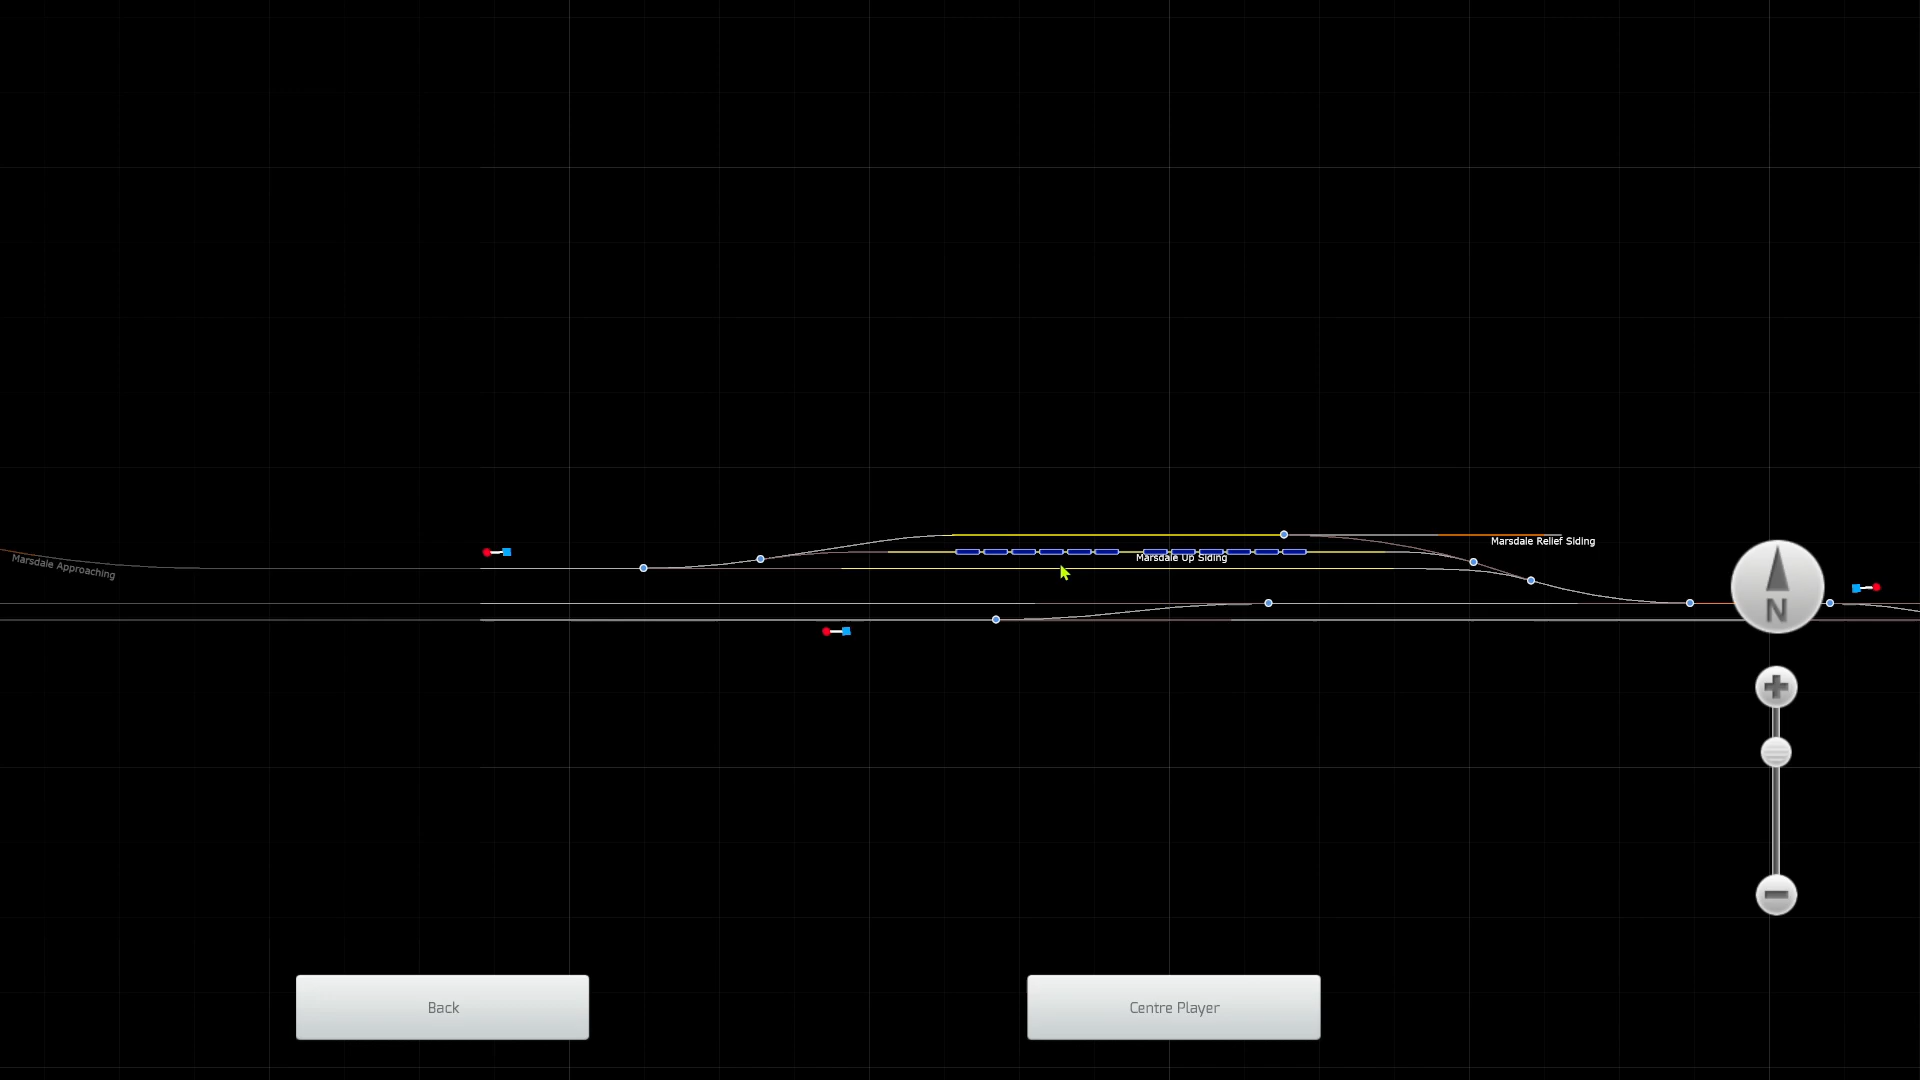 Marsdale Relief Siding
Marsdale Up Siding
Marsdale Approaching
N
Back
Centre Player